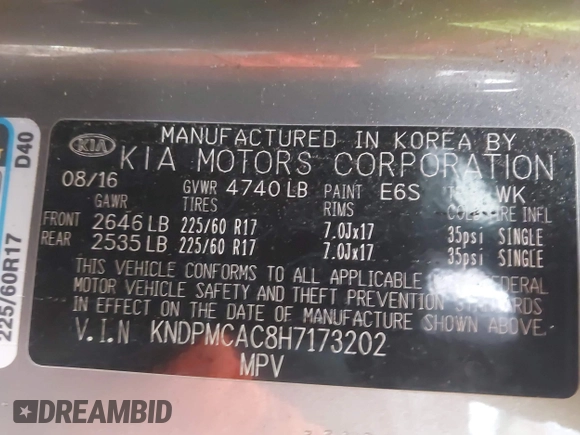 MANUFACTURED IN KOREA BY
KIA KIA MOTORS CORPORATION
08/16 GVWR 4740 LB PAINT E6S WK
GAWR TIRES RIMS INFL
FRONT 2646 LB 225/60 R17 7.0Jx17 35psi SINGLE
REAR 2535 LB 225/60 R17 7.0Jx17 35psi SINGLE
THIS VEHICLE CONFORMS TO ALL APPLICABLE FEDERAL
MOTOR VEHICLE SAFETY AND THEFT PREVENTION STANDARDS
IN EFFECT ON THE DATE OF MANUFACTURE SHOWN ABOVE.
V.I.N KNDPMCAC8H7173202
MPV
D40
225/60R17
DREAMBID